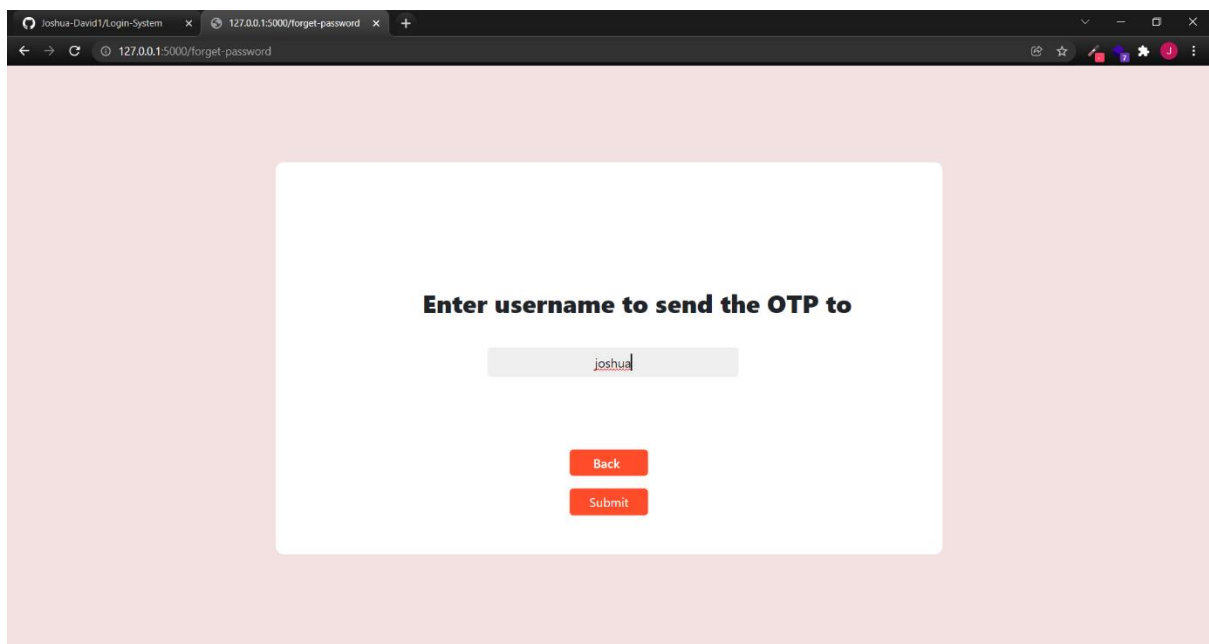 Joshua-David1/Login-System
127.0.0.1:5000/forget-password
127.0.0.1:5000/forget-password
7
J
Enter username to send the OTP to
joshua
Back
Submit